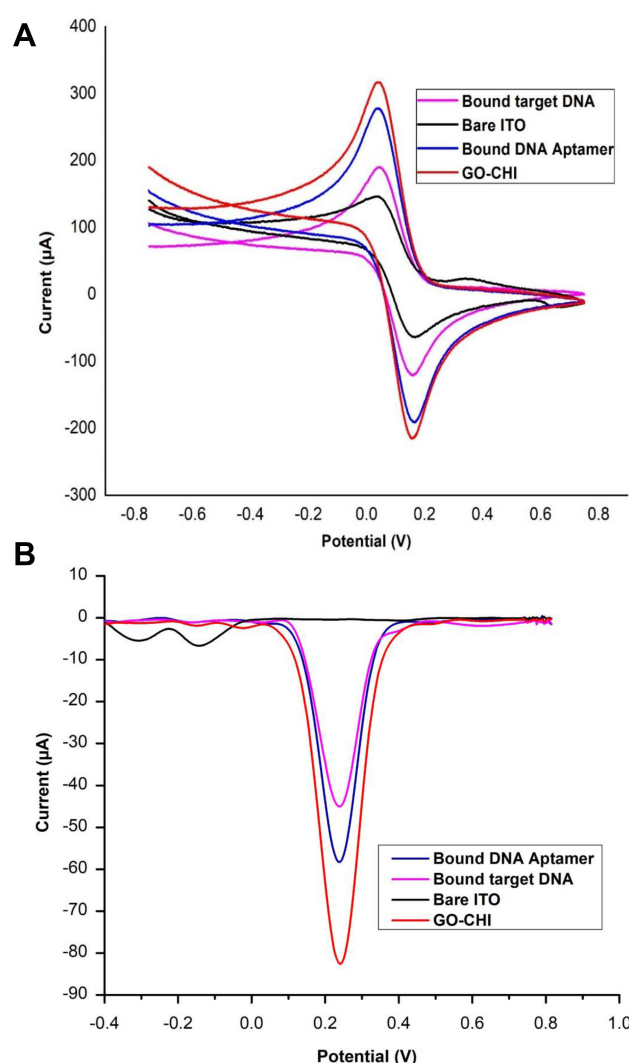 A
400
300
200
100
0
-100
-200
-300
Current (µA)
Bound target DNA
Bare ITO
Bound DNA Aptamer
GO-CHI
-0.8
-0.6
-0.4
-0.2
0.0
0.2
0.4
0.6
0.8
Potential (V)
B
10
0
-10
-20
-30
-40
-50
-60
-70
-80
-90
Current (µA)
Bound DNA Aptamer
Bound target DNA
Bare ITO
GO-CHI
-0.4
-0.2
0.0
0.2
0.4
0.6
0.8
1.0
Potential (V)